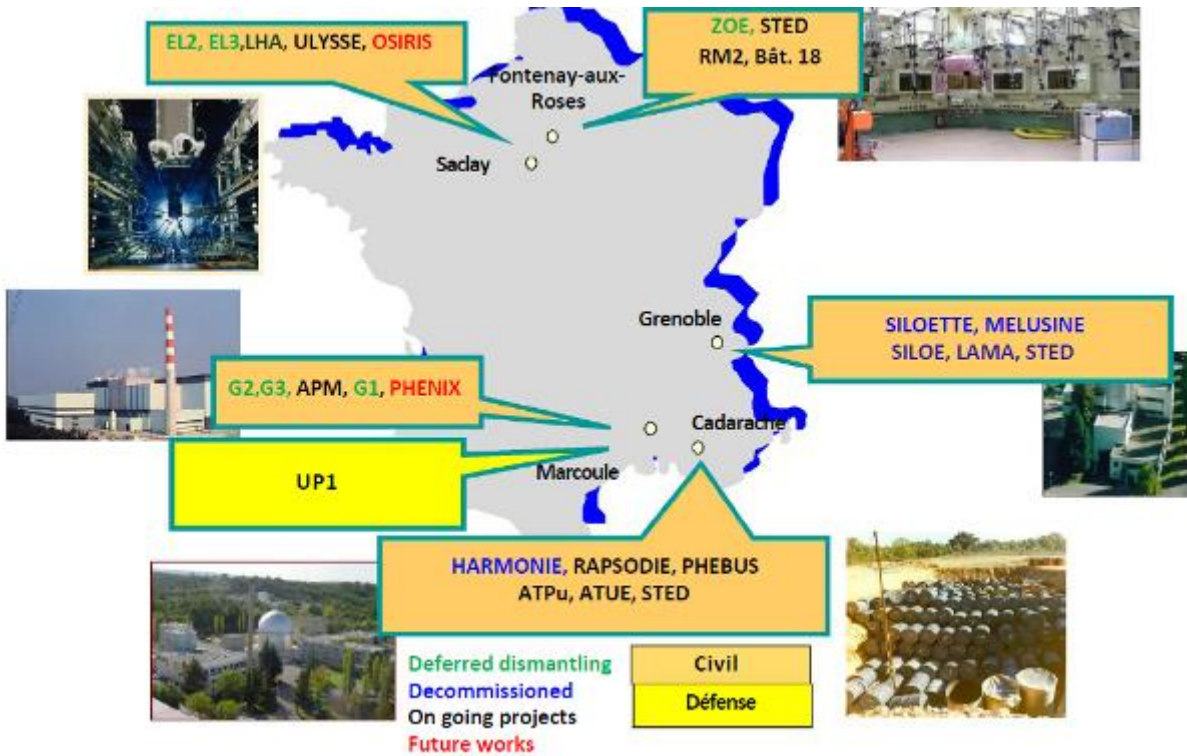 EL2, EL3,LHA, ULYSSE, OSIRIS
ZOE, STED
RM2, Bât. 18
Fontenay-aux-
Roses
Saclay
Grenoble
SILOETTE, MELUSINE
SILOE, LAMA, STED
G2,G3, APM, G1, PHENIX
Cadarache
Marcoule
UP1
HARMONIE, RAPSODIE, PHEBUS
ATPu, ATUE, STED
Deferred dismantling
Decommissioned
On going projects
Future works
Civil
Défense